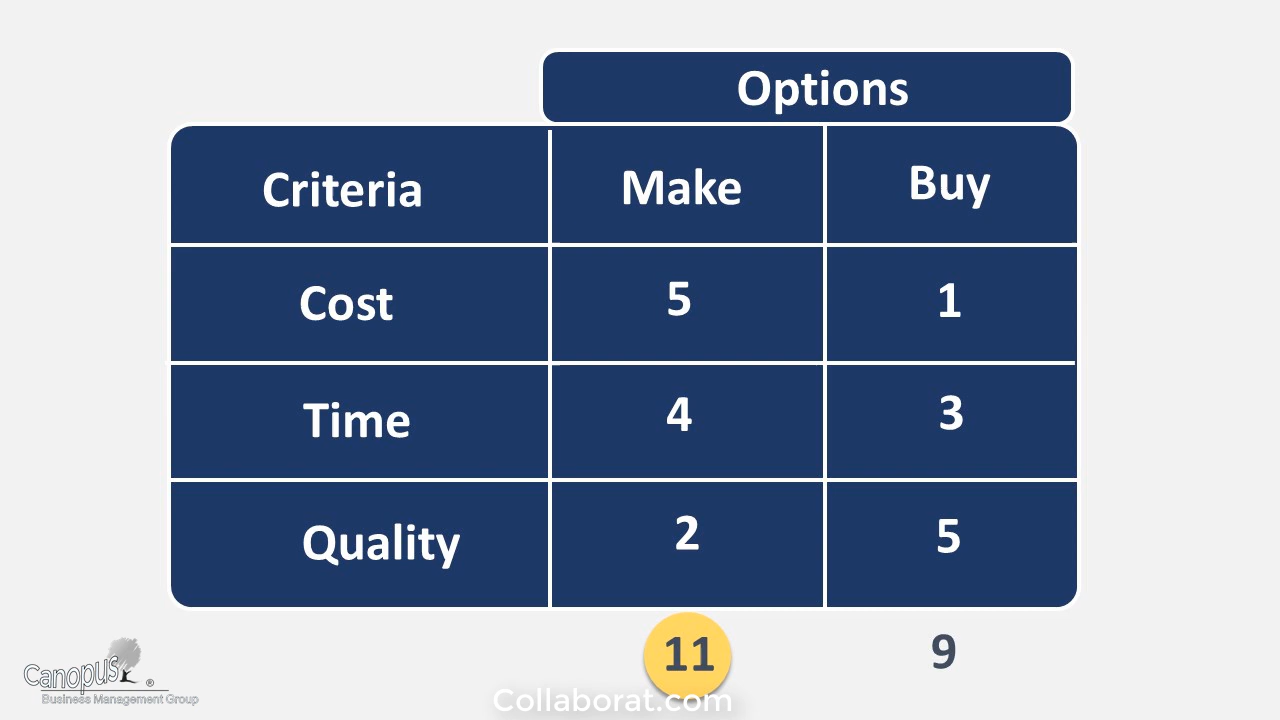 Options
Criteria Make Buy
Cost 5 1
Time 4 3
Quality 2 5
11 9
Canopus ®
Business Management Group
Collaborat.com